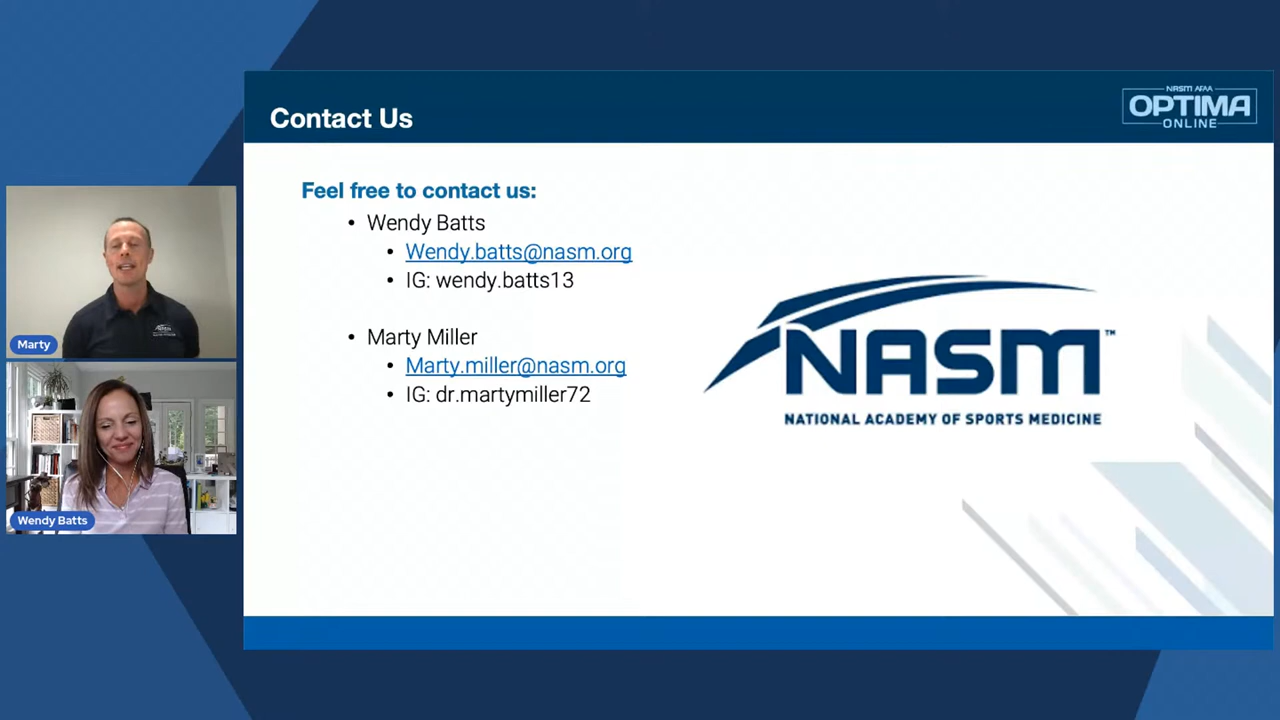 Contact Us
NASM AFAA
OPTIMA
ONLINE
Feel free to contact us:
• Wendy Batts
• Wendy.batts@nasm.org
• IG: wendy.batts13
• Marty Miller
• Marty.miller@nasm.org
• IG: dr.martymiller72
NASM™
NATIONAL ACADEMY OF SPORTS MEDICINE
Marty
Wendy Batts